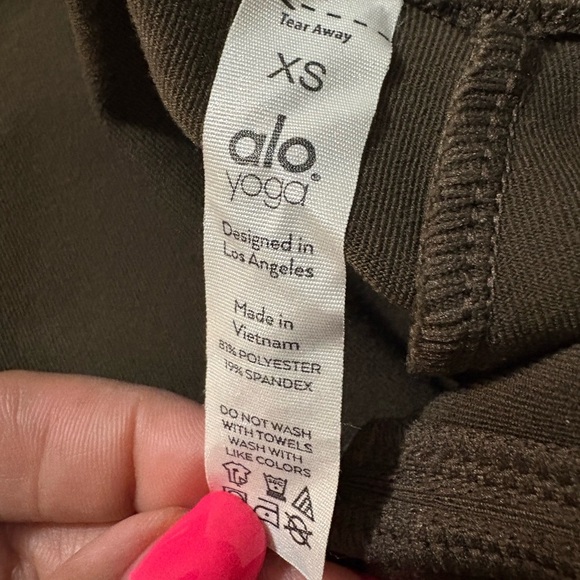 Tear Away
XS
alo
yoga
Designed in
Los Angeles
Made in
Vietnam
81% POLYESTER
19% SPANDEX
DO NOT WASH
WITH TOWELS
WASH WITH
LIKE COLORS